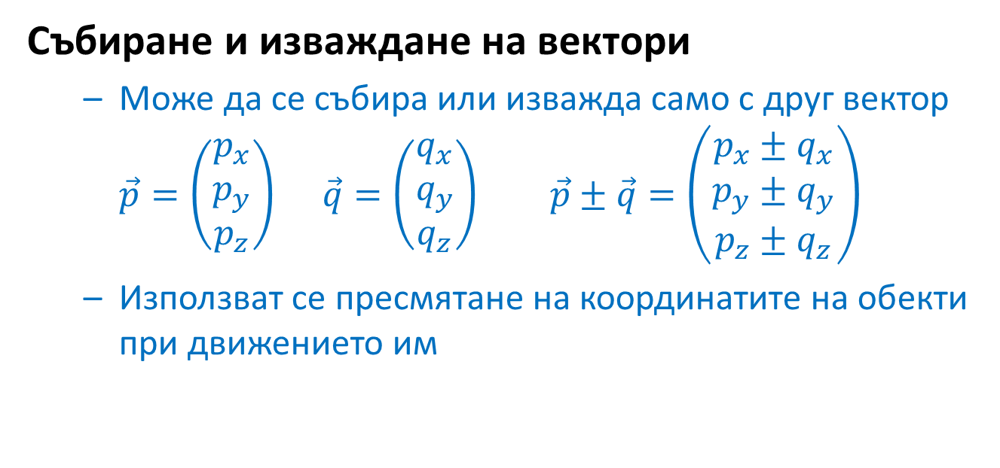 Събиране и изваждане на вектори
– Може да се събира или изважда само с друг вектор
$\vec{p} = \begin{pmatrix} p_x \\ p_y \\ p_z \end{pmatrix} \quad \vec{q} = \begin{pmatrix} q_x \\ q_y \\ q_z \end{pmatrix} \quad \vec{p} \pm \vec{q} = \begin{pmatrix} p_x \pm q_x \\ p_y \pm q_y \\ p_z \pm q_z \end{pmatrix}$
– Използват се пресмятане на координатите на обекти
при движението им